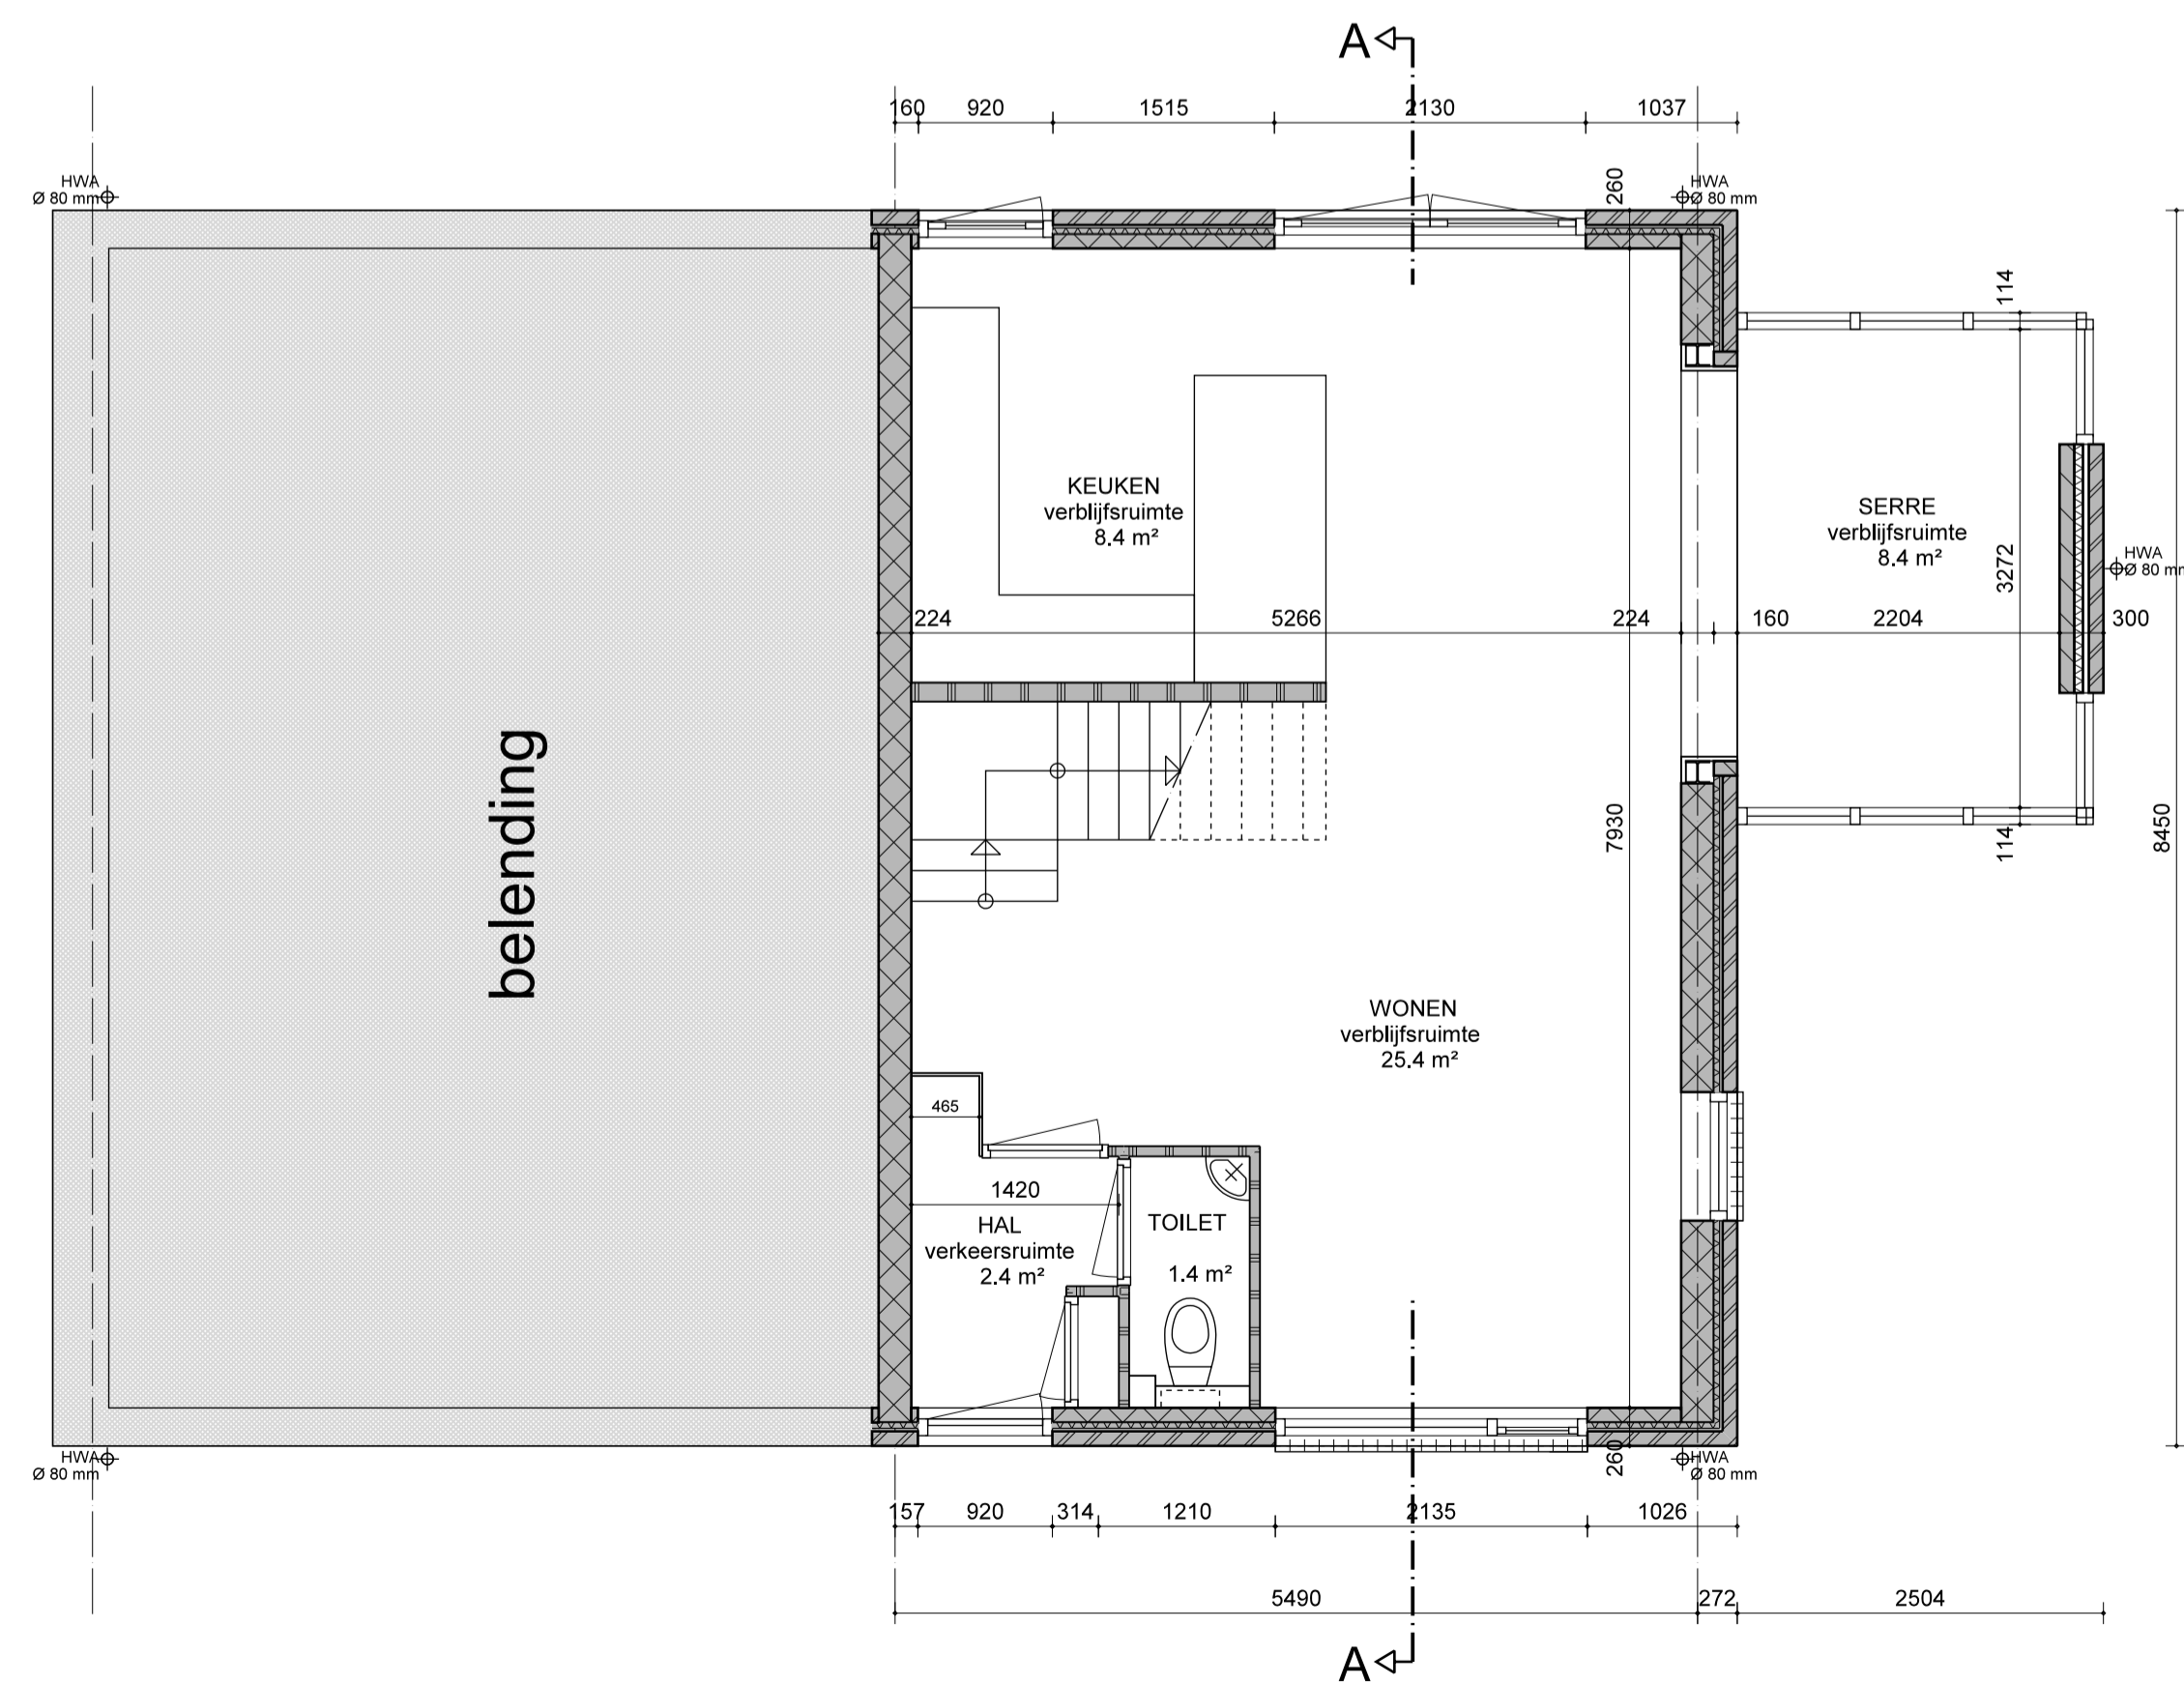 A
160 920 1515 2130 1037
HWA
Ø 80 mm
260
HWA
Ø 80 mm
114
KEUKEN
verblijfsruimte
8.4 m²
SERRE
verblijfsruimte
8.4 m²
3272
HWA
Ø 80 mm
224 5266 224 160 2204 300
belending
7930
114
8450
WONEN
verblijfsruimte
25.4 m²
465
1420
HAL
verkeersruimte
2.4 m²
TOILET
1.4 m²
HWA
Ø 80 mm
260
HWA
Ø 80 mm
157 920 314 1210 2135 1026
5490 272 2504
A